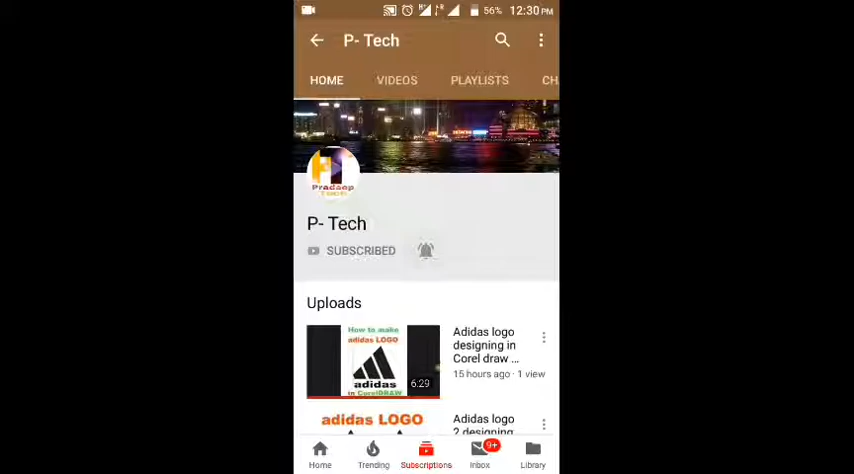 56% 12:30 PM
P- Tech
HOME VIDEOS PLAYLISTS CH
Pradeep
P- Tech
SUBSCRIBED
Uploads
How to make
adidas LOGO
adidas
in CorelDRAW
6:29
Adidas logo
designing in
Corel draw ...
15 hours ago · 1 view
adidas LOGO
Adidas logo
2 designing
9+
Home Trending Subscriptions Inbox Library